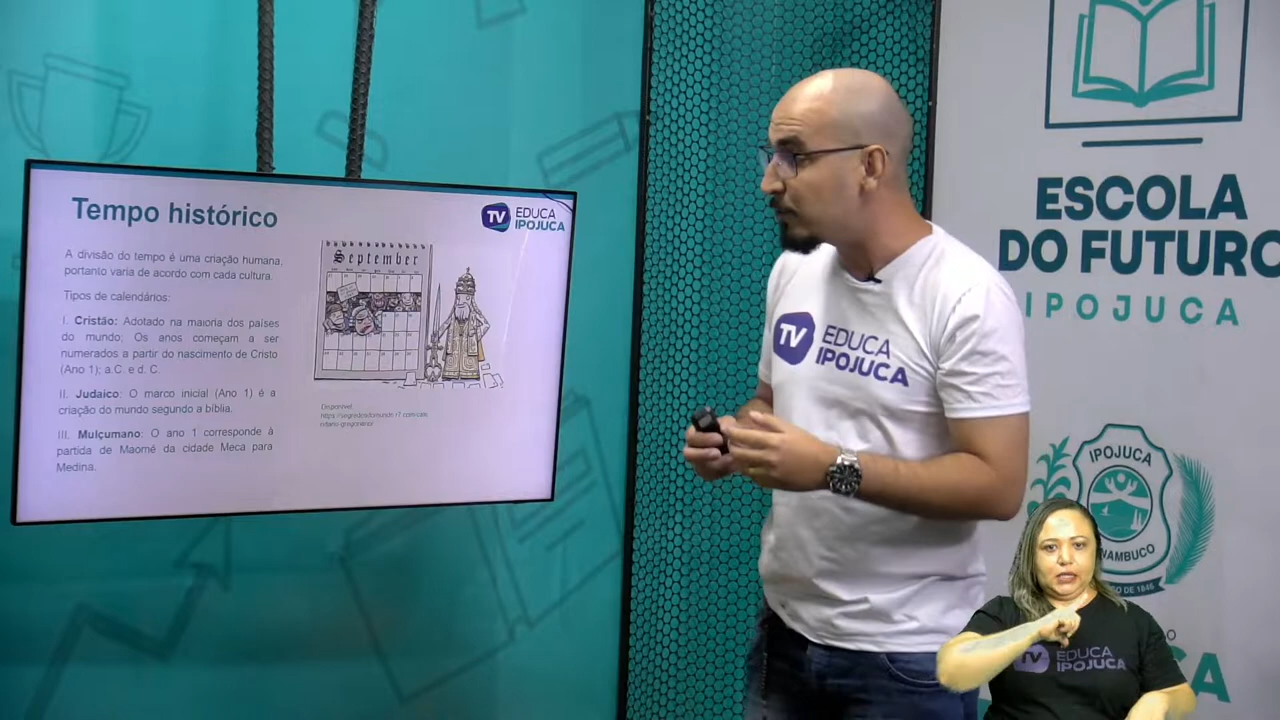 Tempo histórico
TV EDUCA
IPOJUCA
A divisão do tempo é uma criação humana,
portanto varia de acordo com cada cultura.
Tipos de calendários:
I. Cristão: Adotado na maioria dos países
do mundo; Os anos começam a ser
numerados a partir do nascimento de Cristo
(Ano 1); a.C. e d. C.
II. Judaico: O marco inicial (Ano 1) é a
criação do mundo segundo a bíblia.
III. Mulçumano: O ano 1 corresponde à
partida de Maomé da cidade Meca para
Medina.
September
Disponível:
TV EDUCA
IPOJUCA
ESCOLA
DO FUTURO
IPOJUCA
IPOJUCA
NAMBUCO
DE 1846
TV EDUCA
IPOJUCA